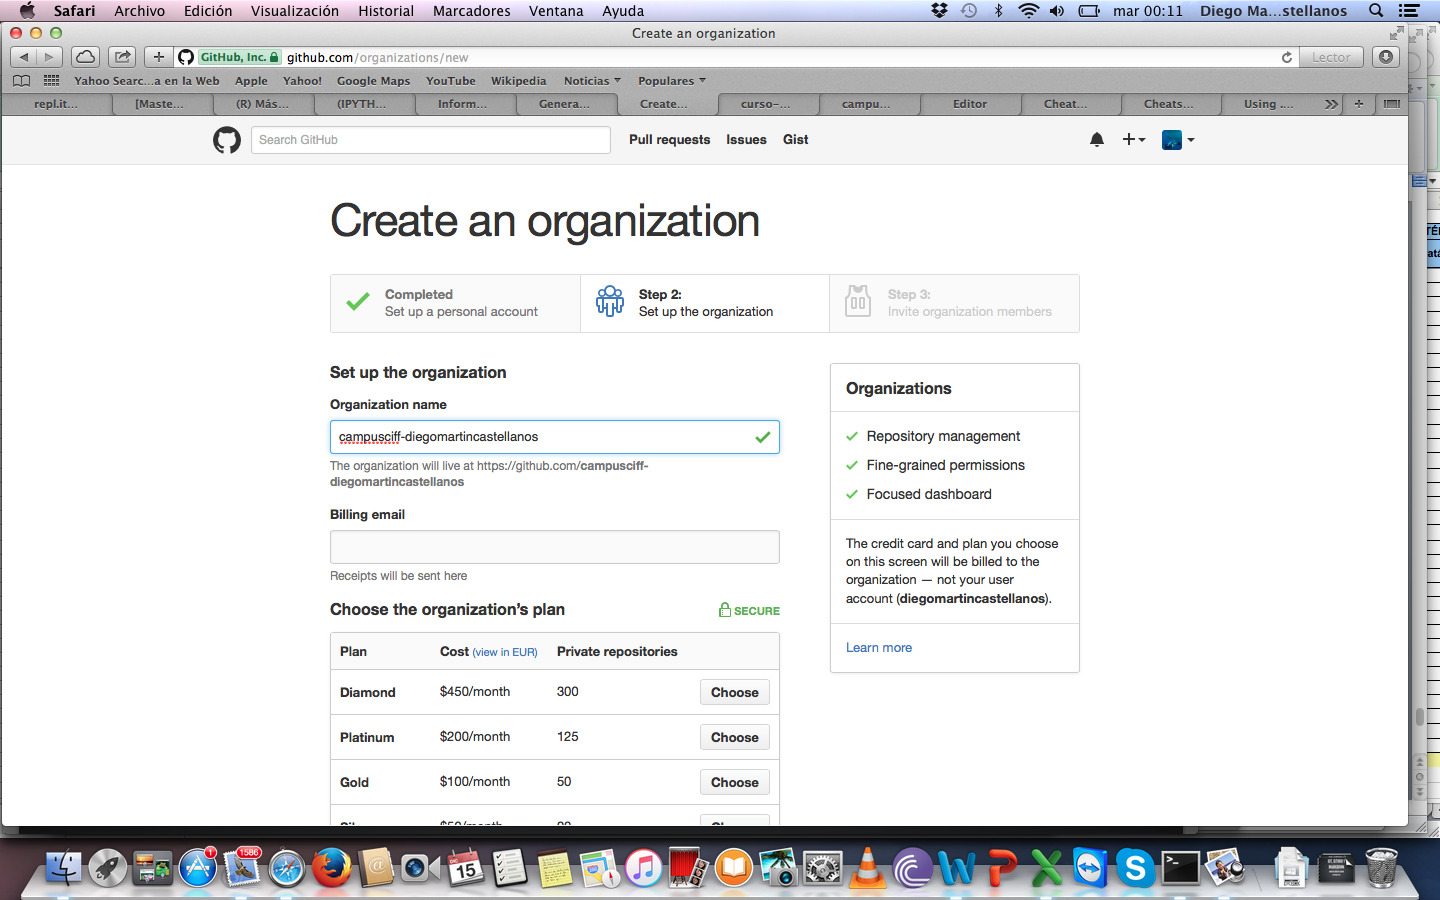 Safari Archivo Edición Visualización Historial Marcadores Ventana Ayuda mar 00:11 Diego Ma...stellanos
Create an organization
GitHub, Inc. github.com/organizations/new Lector
Yahoo Searc...a en la Web Apple Yahoo! Google Maps YouTube Wikipedia Noticias Populares
repl.it... [Maste... (R) Más... (IPYTH... Inform... Genera... Create... curso-... campu... Editor Cheat... Cheats... Using ....
Search GitHub Pull requests Issues Gist
Create an organization
Completed
Set up a personal account
Step 2:
Set up the organization
Step 3:
Invite organization members
Set up the organization
Organization name
campusciff-diegomartincastellanos
The organization will live at https://github.com/campusciff-
diegomartincastellanos
Billing email
Receipts will be sent here
Choose the organization's plan SECURE
Plan Cost (view in EUR) Private repositories
Diamond $450/month 300 Choose
Platinum $200/month 125 Choose
Gold $100/month 50 Choose
Organizations
Repository management
Fine-grained permissions
Focused dashboard
The credit card and plan you choose
on this screen will be billed to the
organization — not your user
account (diegomartincastellanos).
Learn more
1
1586
DIC
15